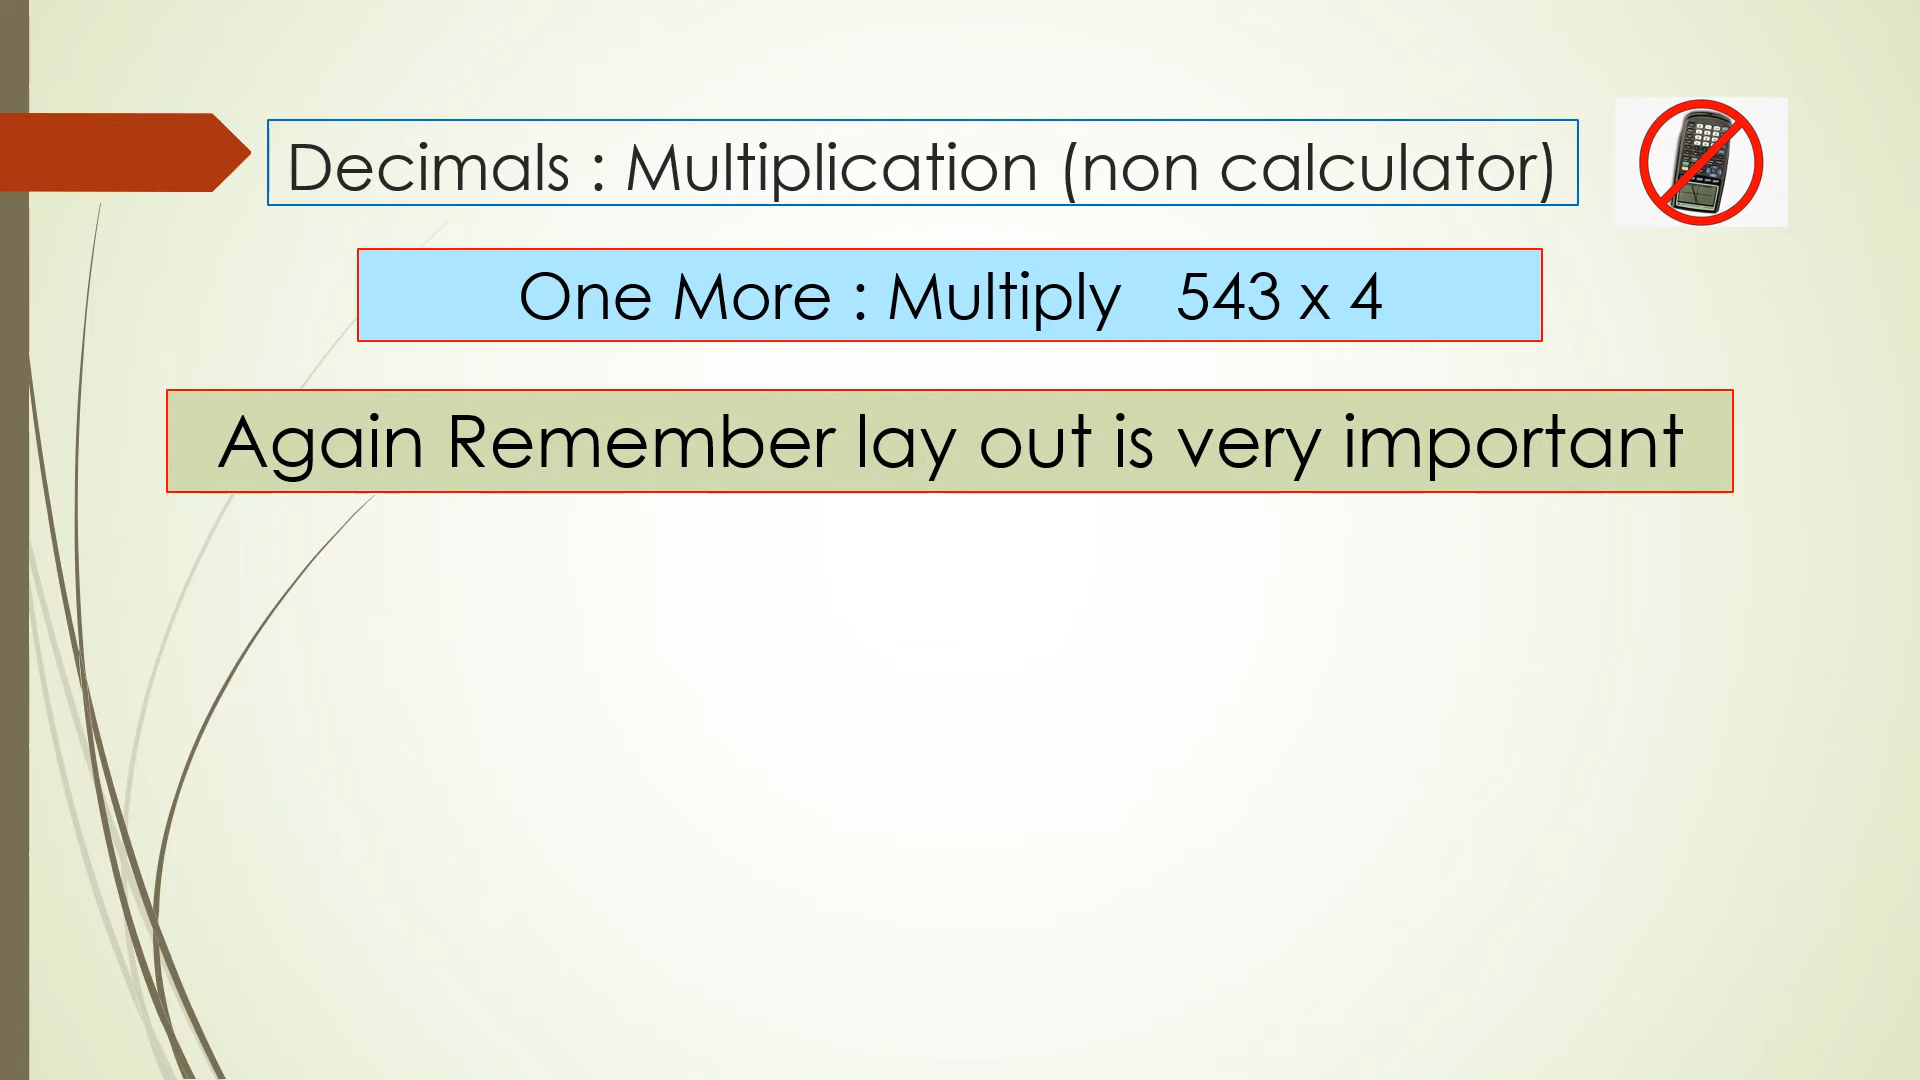 Decimals : Multiplication (non calculator)
One More : Multiply 543 x 4
Again Remember lay out is very important